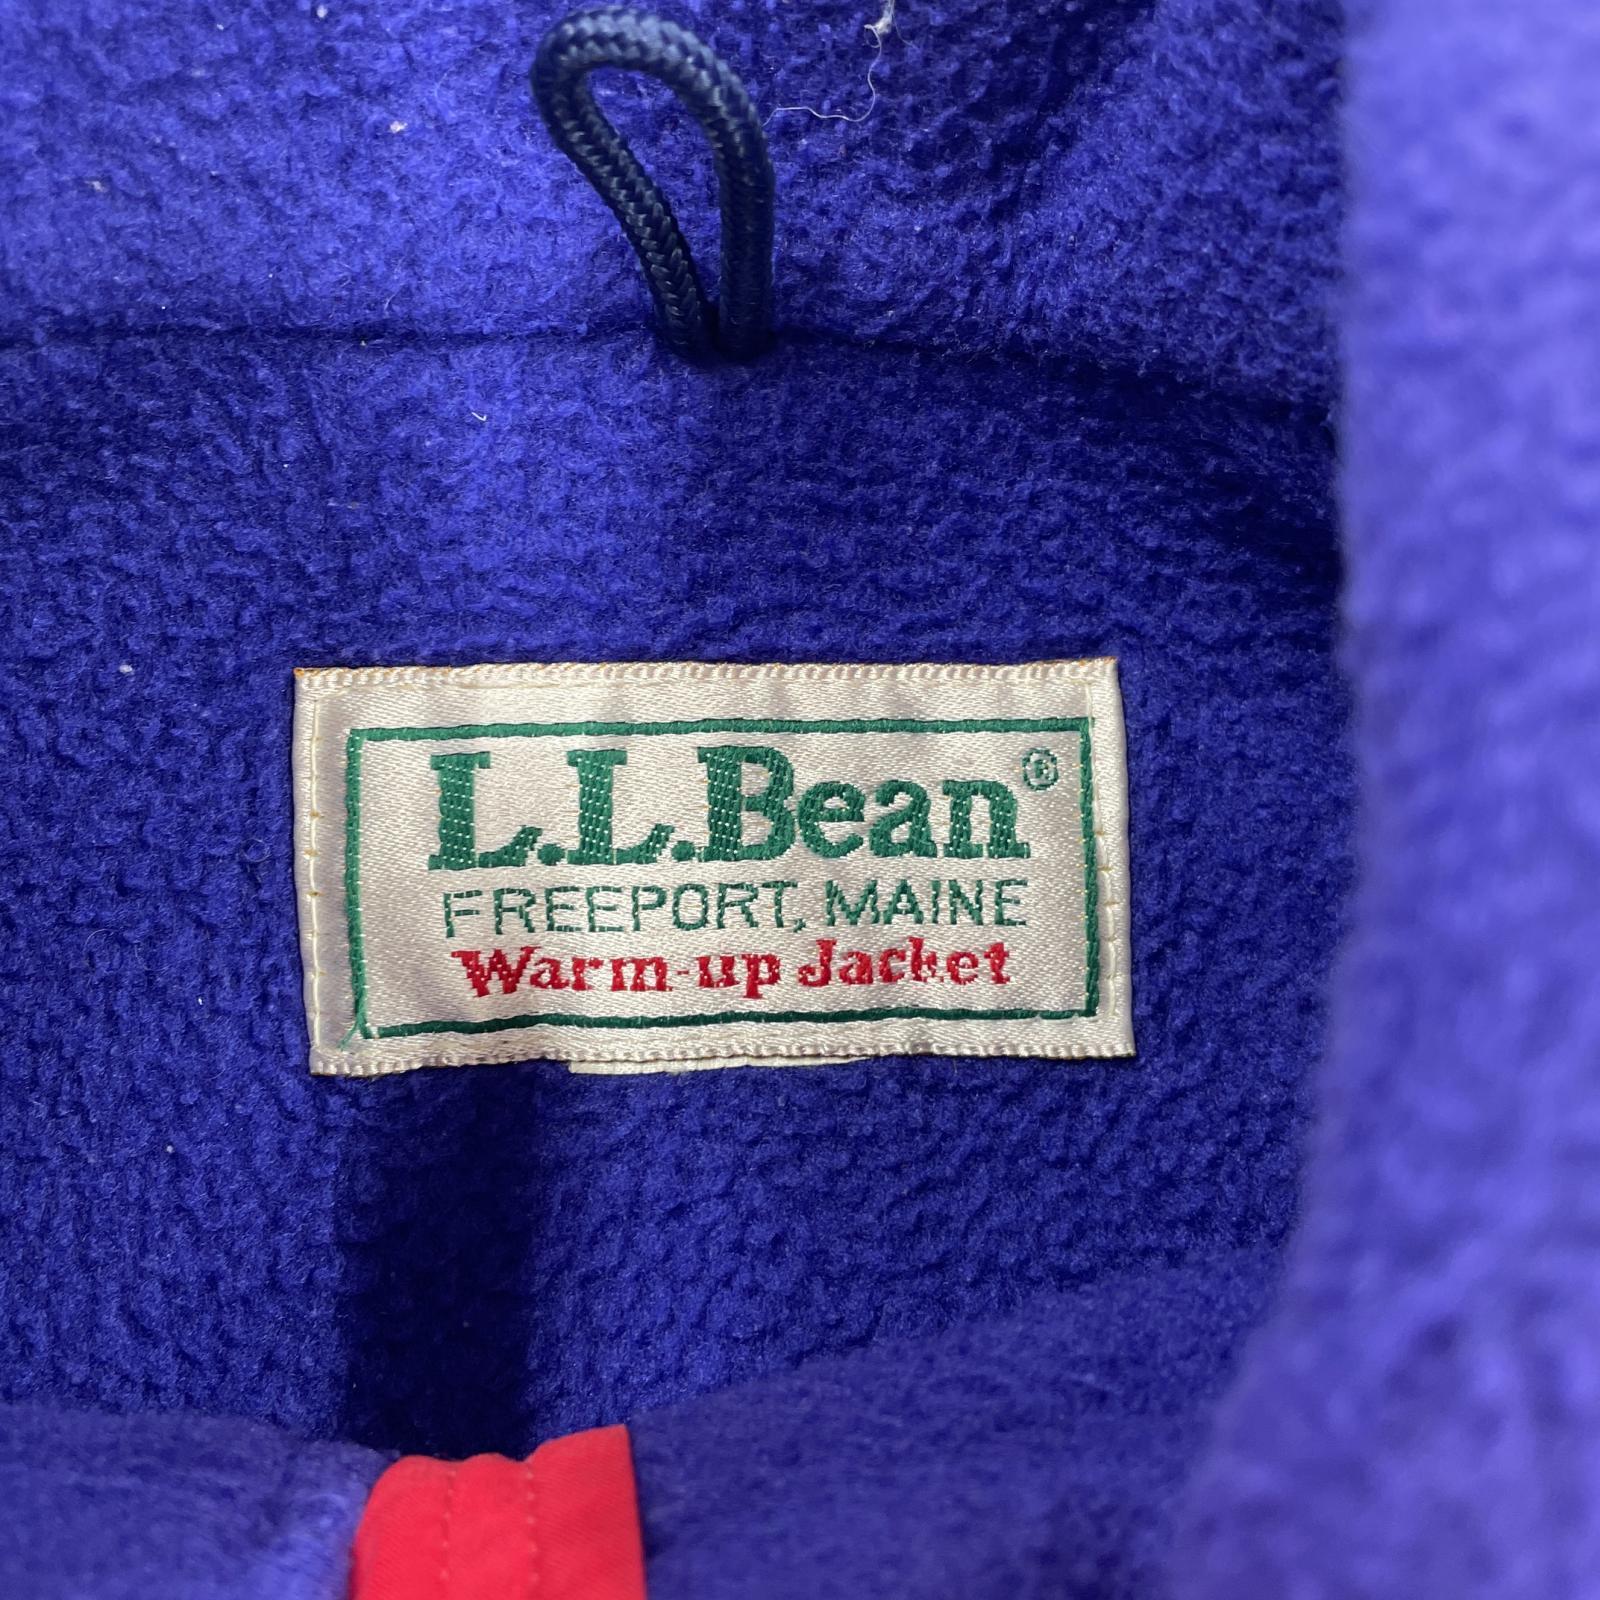 L.L.Bean®
FREEPORT, MAINE
Warm-up Jacket